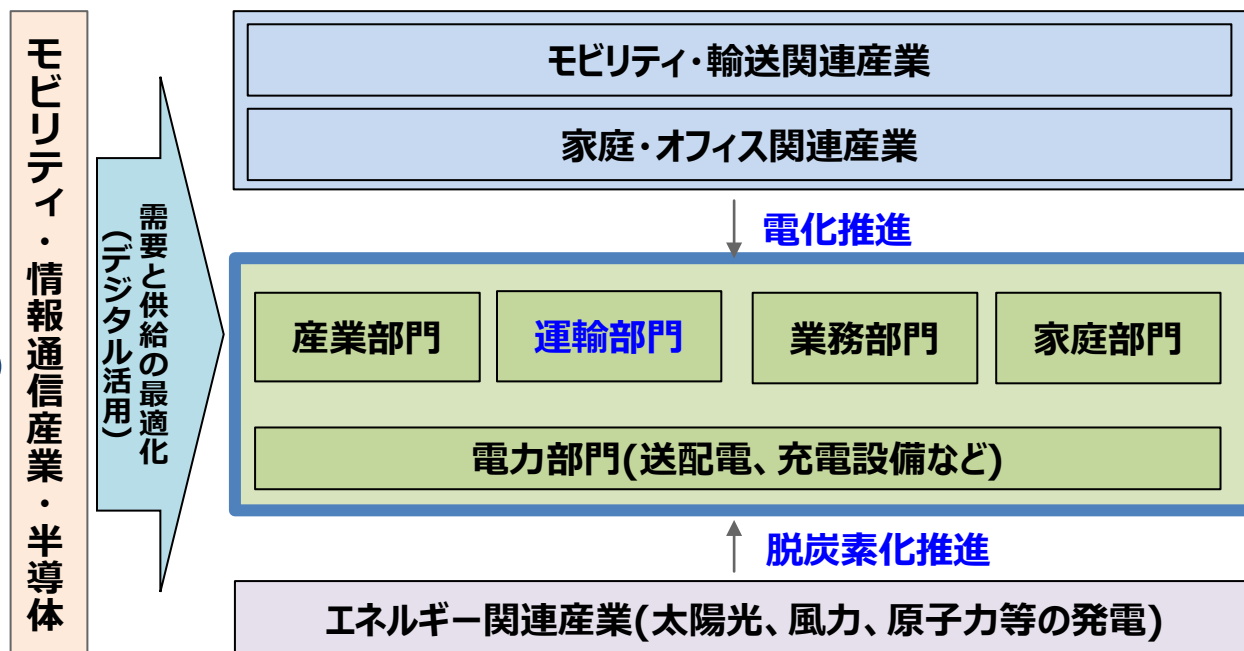 モビリティ・情報通信産業・半導体
需要と供給の最適化
(デジタル活用)
モビリティ・輸送関連産業
家庭・オフィス関連産業
電化推進
産業部門
運輸部門
業務部門
家庭部門
電力部門(送配電、充電設備など)
脱炭素化推進
エネルギー関連産業(太陽光、風力、原子力等の発電)